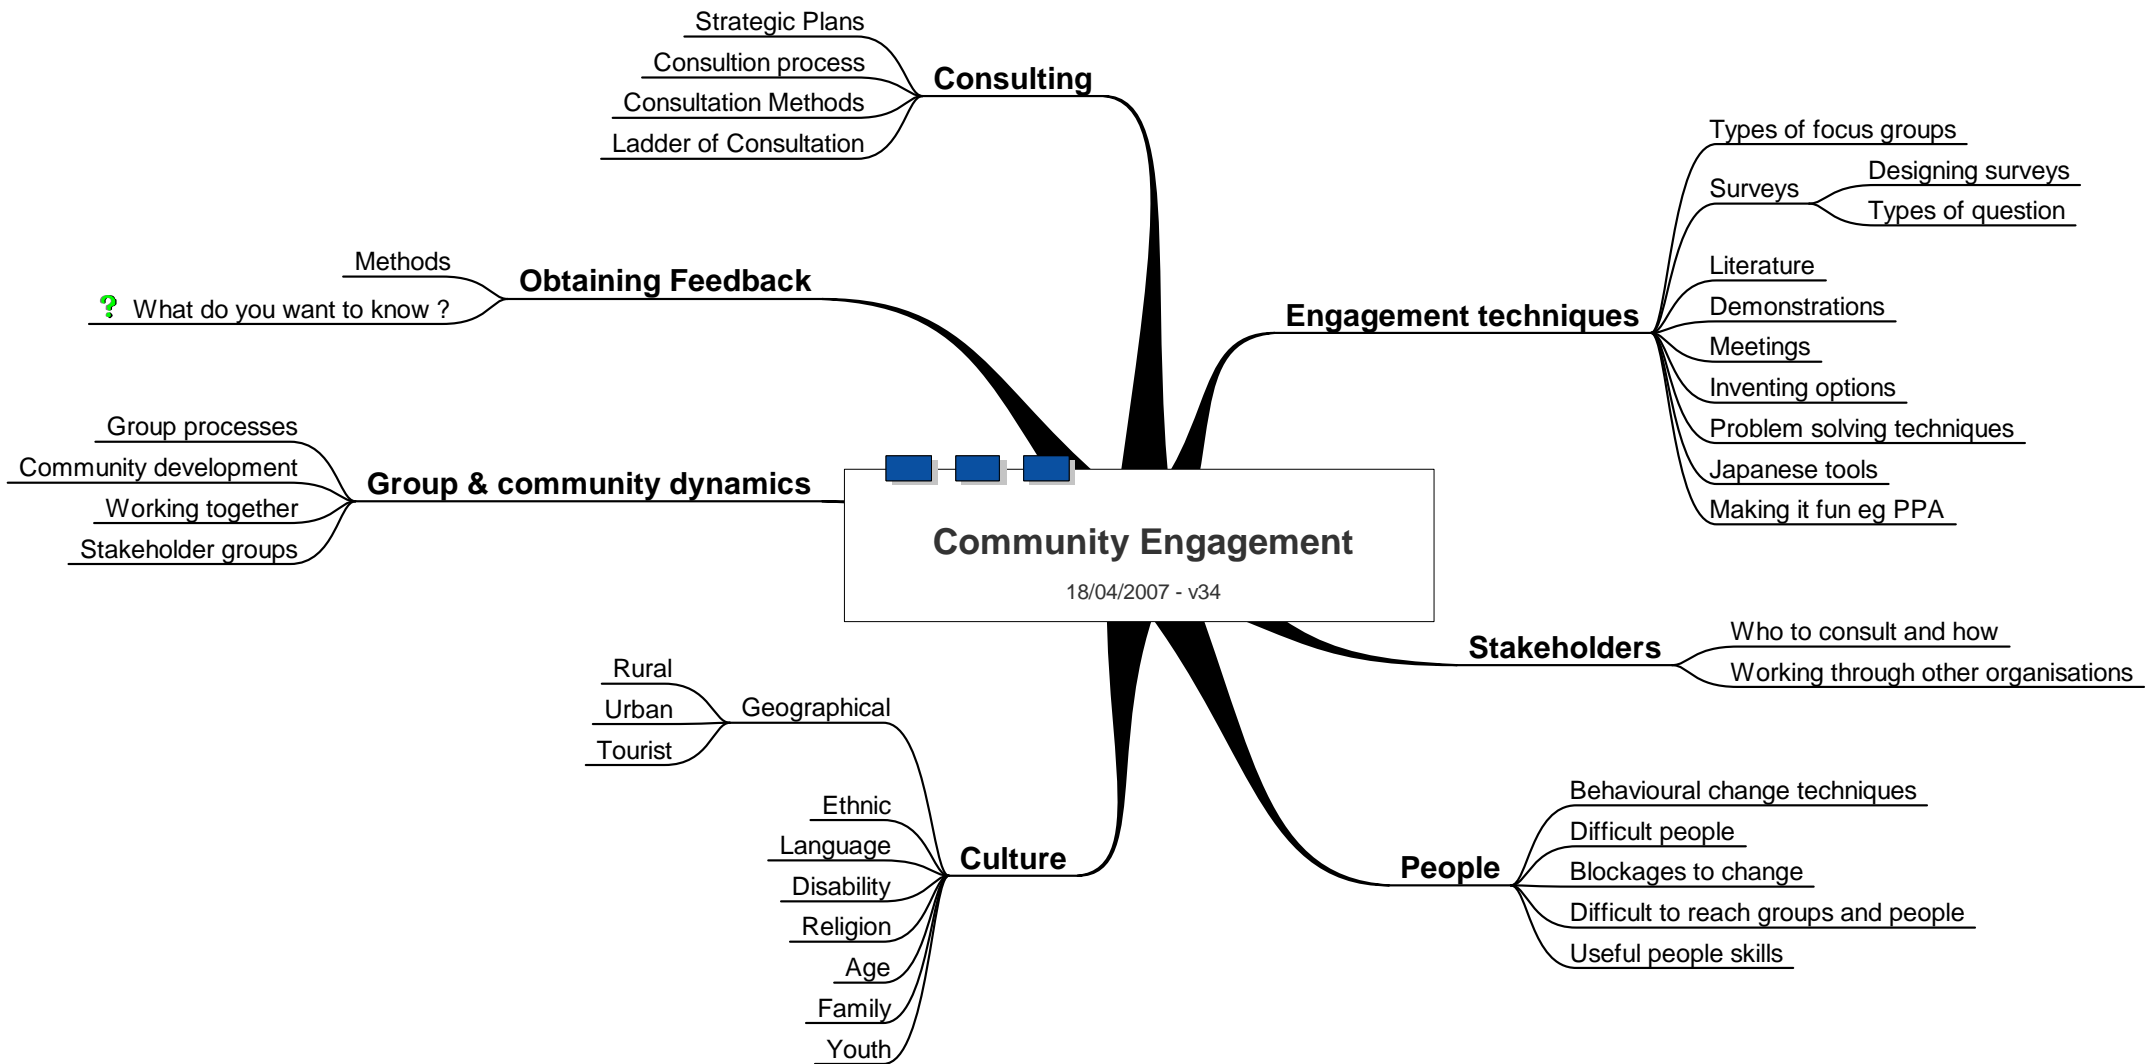 Community Engagement
18/04/2007 - v34
Engagement techniques
Types of focus groups
Surveys
Designing surveys
Types of question
Literature
Demonstrations
Meetings
Inventing options
Problem solving techniques
Japanese tools
Making it fun eg PPA
Stakeholders
Who to consult and how
Working through other organisations
People
Behavioural change techniques
Difficult people
Blockages to change
Difficult to reach groups and people
Useful people skills
Culture
Geographical
Rural
Urban
Tourist
Ethnic
Language
Disability
Religion
Age
Family
Youth
Group & community dynamics
Group processes
Community development
Working together
Stakeholder groups
Obtaining Feedback
Methods
? What do you want to know ?
Consulting
Strategic Plans
Consultion process
Consultation Methods
Ladder of Consultation